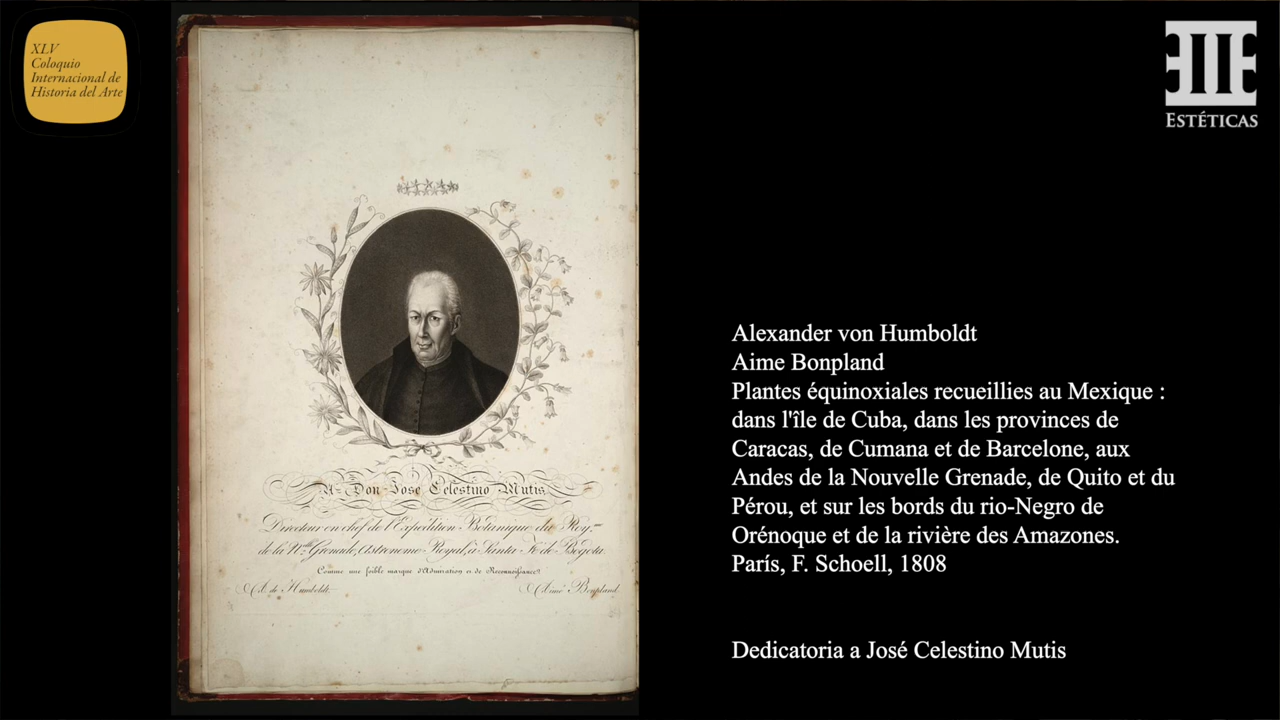 XLV
Coloquio
Internacional de
Historia del Arte
ESTÉTICAS
A Don José Celestino Mutis
Directeur en chef de l'Expédition Botanique du Roy.me
de la N.lle Grenade, Astronome Royal, à Santa Fe de Bogota.
Comme une foible marque d'Admiration et de Reconnoissance
Al. de Humboldt.
Aimé Bonpland
Alexander von Humboldt
Aime Bonpland
Plantes équinoxiales recueillies au Mexique :
dans l'île de Cuba, dans les provinces de
Caracas, de Cumana et de Barcelone, aux
Andes de la Nouvelle Grenade, de Quito et du
Pérou, et sur les bords du rio-Negro de
Orénoque et de la rivière des Amazones.
París, F. Schoell, 1808
Dedicatoria a José Celestino Mutis